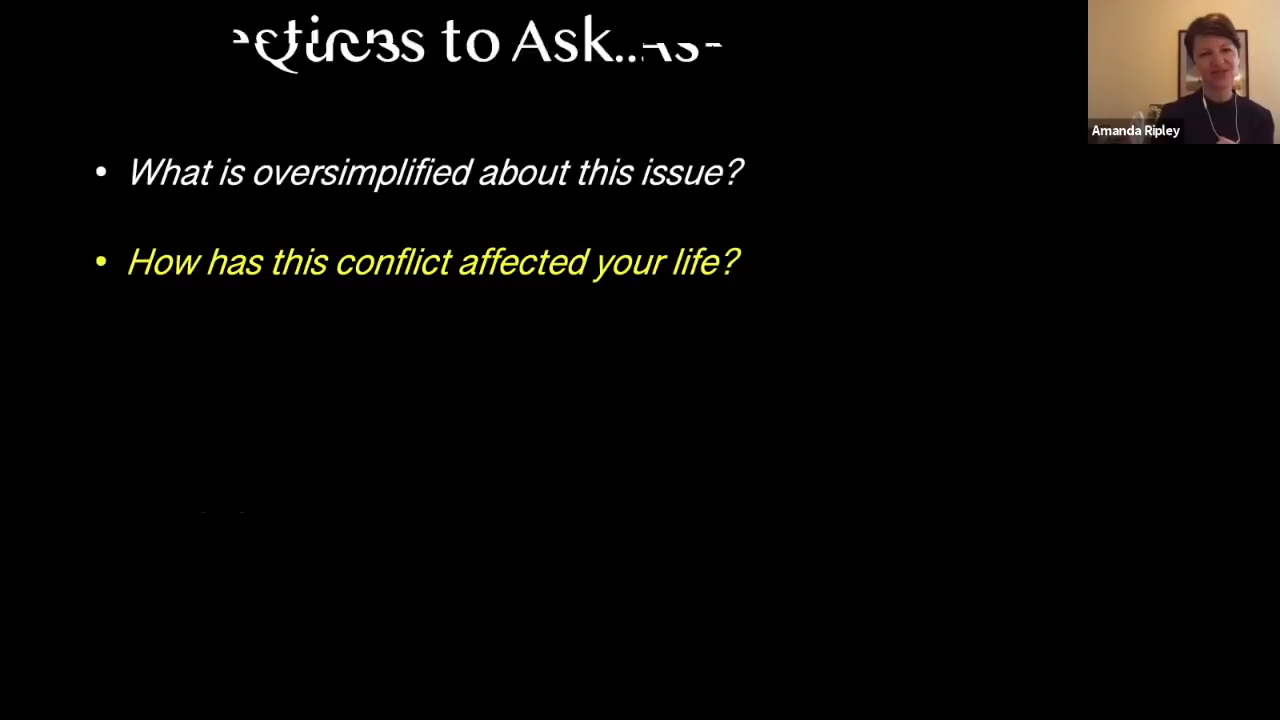 to Ask..
Amanda Ripley
• What is oversimplified about this issue?
• How has this conflict affected your life?